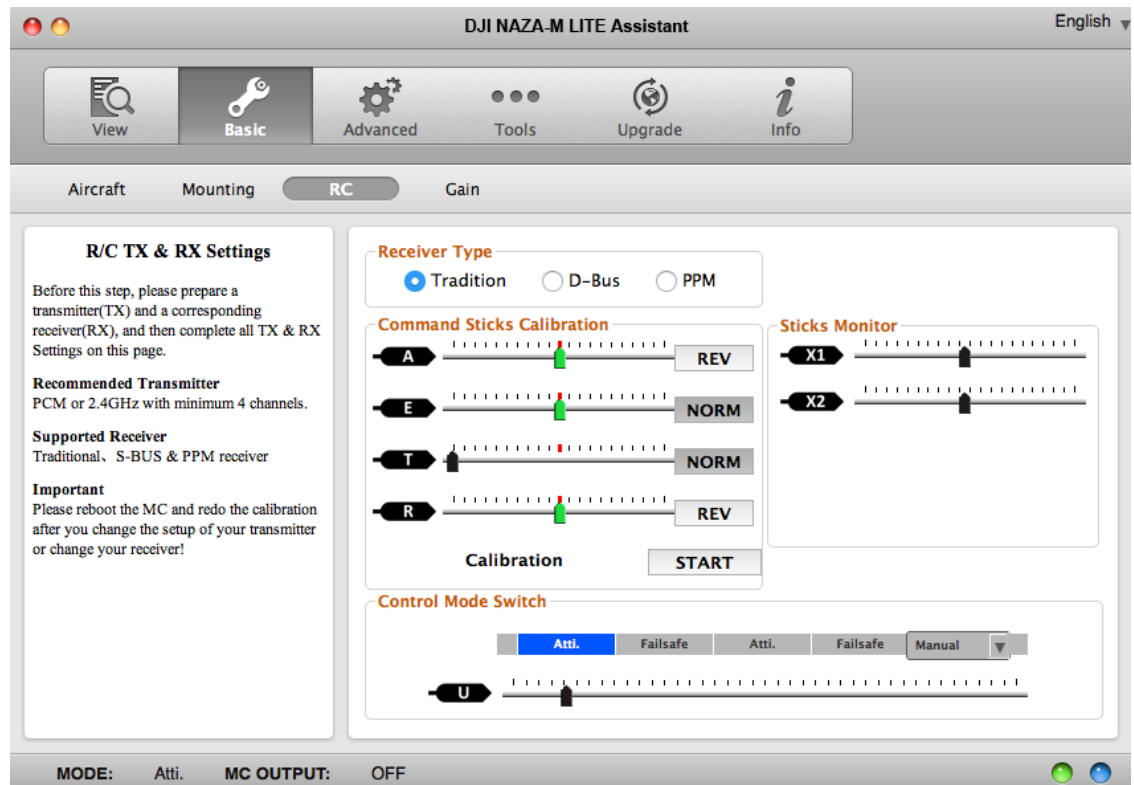 DJI NAZA-M LITE Assistant
English
View
Basic
Advanced
Tools
Upgrade
Info
Aircraft
Mounting
RC
Gain
R/C TX & RX Settings
Before this step, please prepare a
transmitter(TX) and a corresponding
receiver(RX), and then complete all TX & RX
Settings on this page.
Recommended Transmitter
PCM or 2.4GHz with minimum 4 channels.
Supported Receiver
Traditional、S-BUS & PPM receiver
Important
Please reboot the MC and redo the calibration
after you change the setup of your transmitter
or change your receiver!
Receiver Type
Tradition
D-Bus
PPM
Command Sticks Calibration
A
REV
E
NORM
T
NORM
R
REV
Calibration
START
Sticks Monitor
X1
X2
Control Mode Switch
Atti.
Failsafe
Atti.
Failsafe
Manual
U
MODE: Atti. MC OUTPUT: OFF